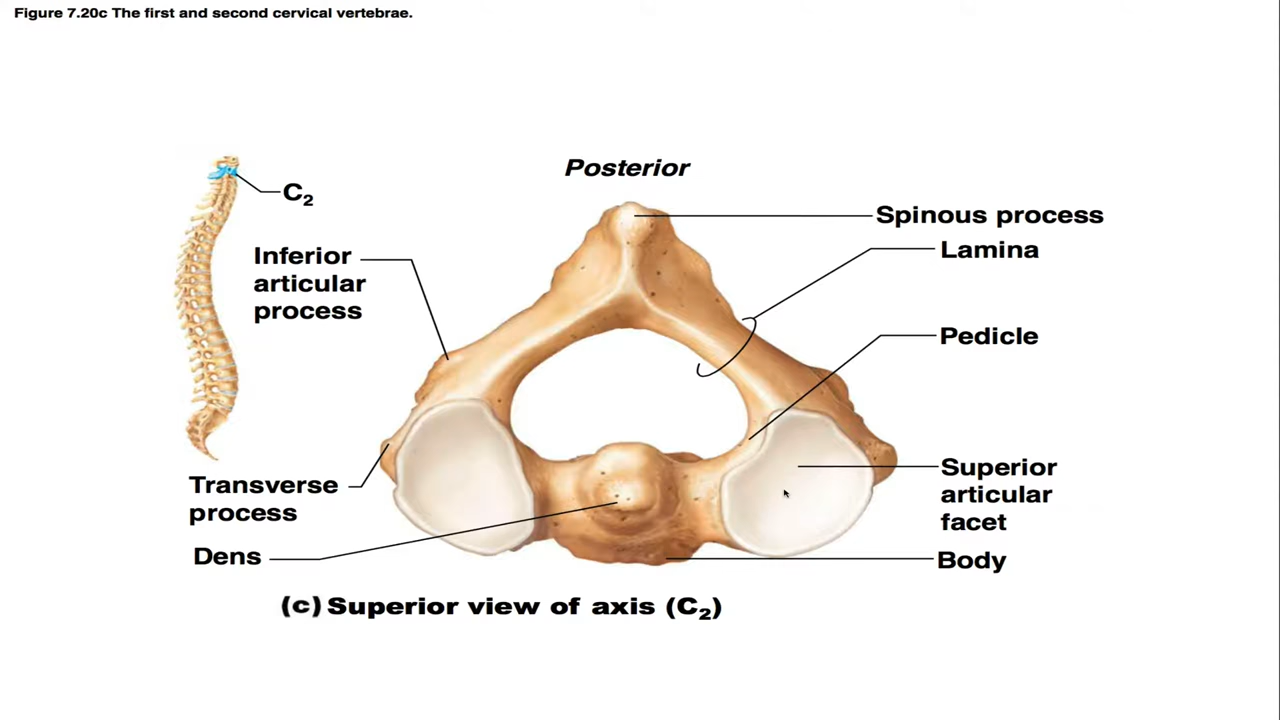 Figure 7.20c The first and second cervical vertebrae.
Posterior
C₂
Spinous process
Lamina
Inferior
articular
process
Pedicle
Transverse
process
Superior
articular
facet
Dens
Body
(c) Superior view of axis (C₂)